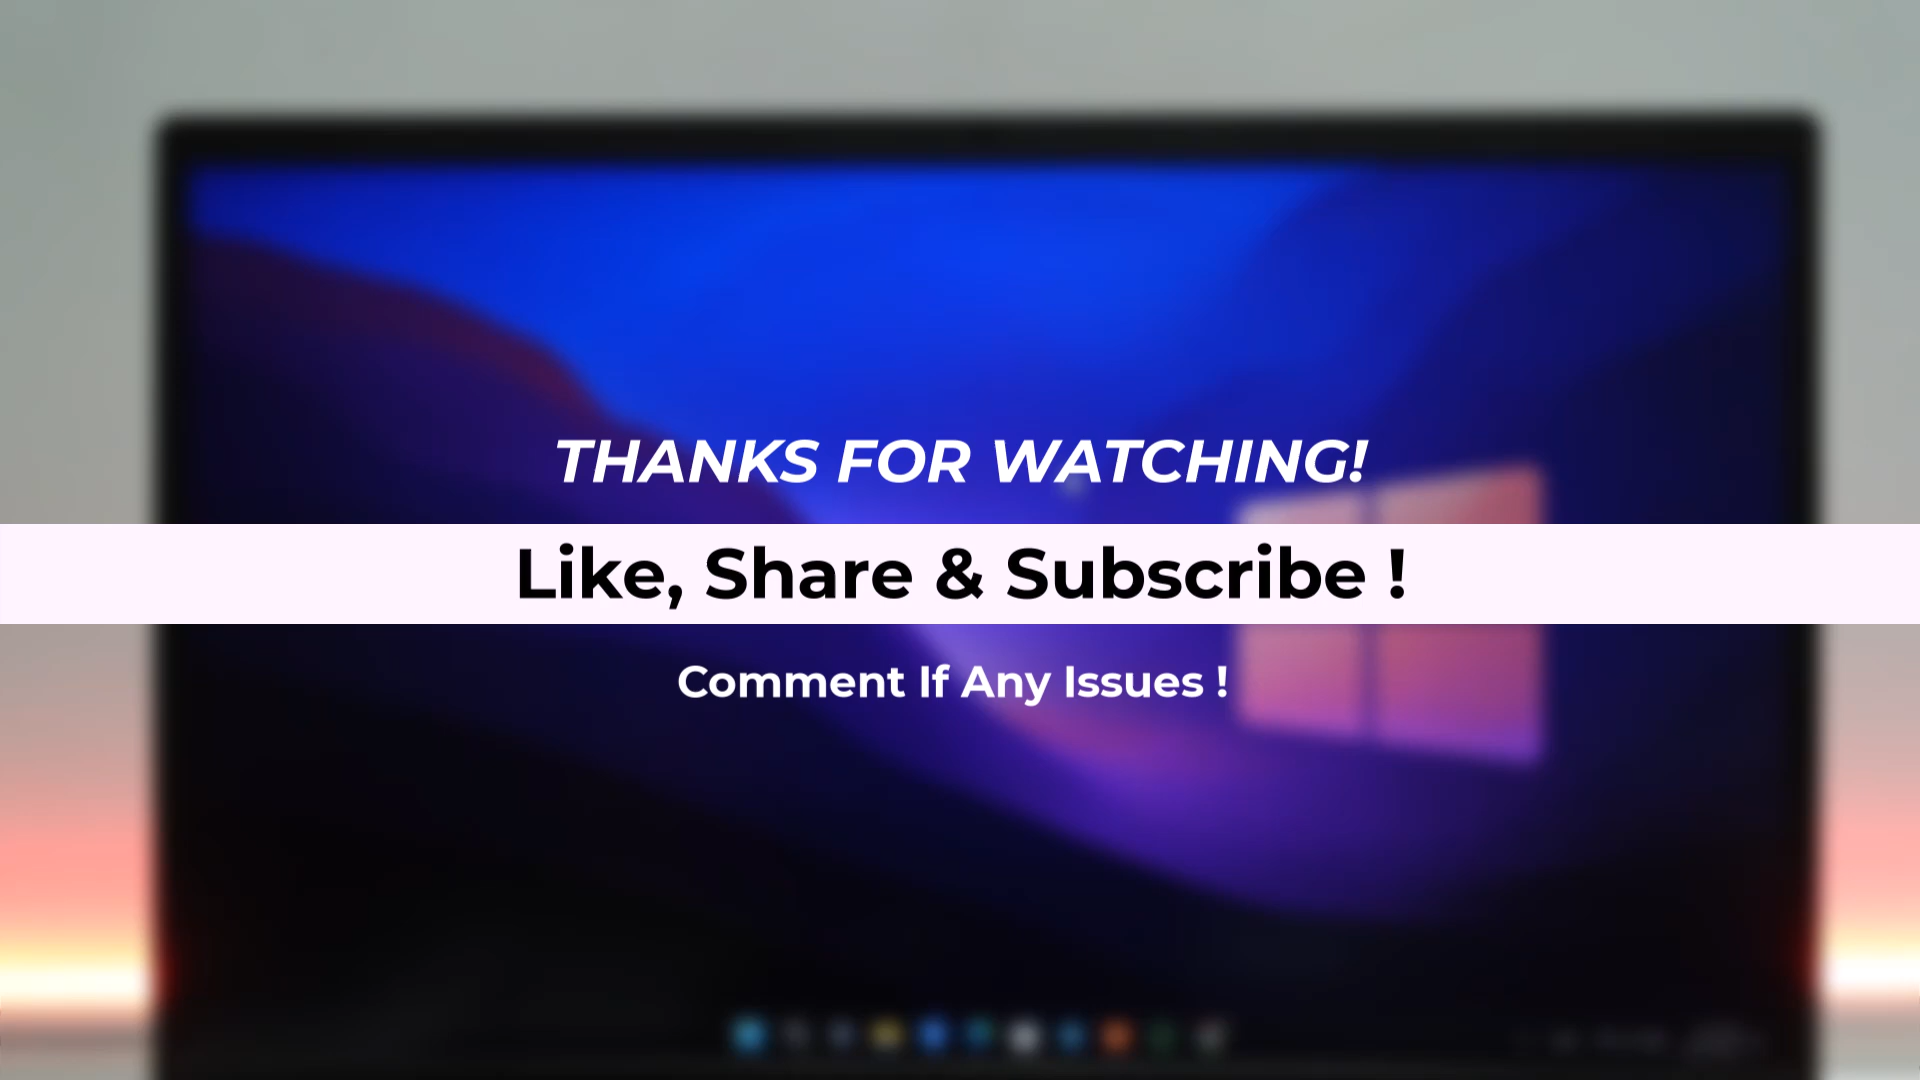 THANKS FOR WATCHING!
Like, Share & Subscribe !
Comment If Any Issues !